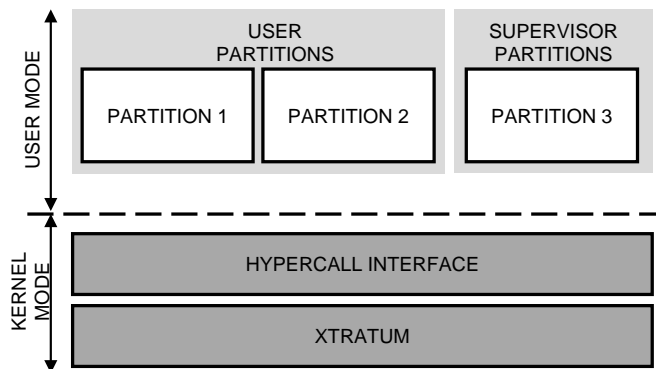 USER
PARTITIONS
SUPERVISOR
PARTITIONS
PARTITION 1
PARTITION 2
PARTITION 3
USER MODE
HYPERCALL INTERFACE
XTRATUM
KERNEL
MODE